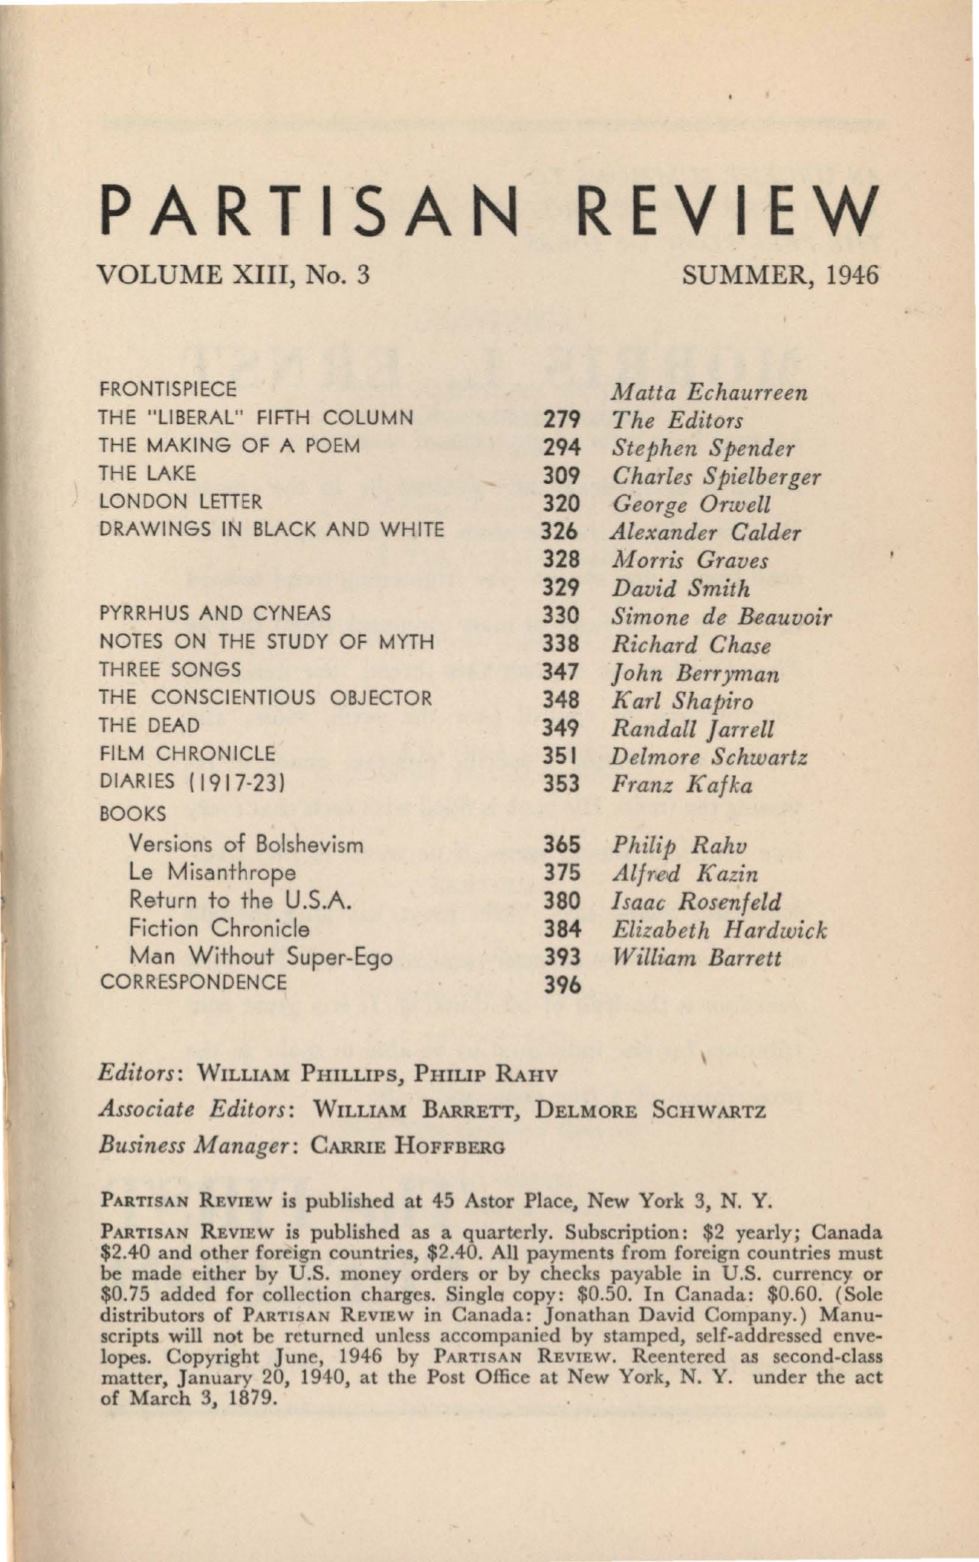 PARTISAN REVIEW
VOLUME XIII, No. 3 SUMMER, 1946
FRONTISPIECE Matta Echaurreen
THE "LIBERAL" FIFTH COLUMN 279 The Editors
THE MAKING OF A POEM 294 Stephen Spender
THE LAKE 309 Charles Spielberger
LONDON LETTER 320 George Orwell
DRAWINGS IN BLACK AND WHITE 326 Alexander Calder
328 Morris Graves
329 David Smith
PYRRHUS AND CYNEAS 330 Simone de Beauvoir
NOTES ON THE STUDY OF MYTH 338 Richard Chase
THREE SONGS 347 John Berryman
THE CONSCIENTIOUS OBJECTOR 348 Karl Shapiro
THE DEAD 349 Randall Jarrell
FILM CHRONICLE 351 Delmore Schwartz
DIARIES (1917-23) 353 Franz Kafka
BOOKS
Versions of Bolshevism 365 Philip Rahv
Le Misanthrope 375 Alfred Kazin
Return to the U.S.A. 380 Isaac Rosenfeld
Fiction Chronicle 384 Elizabeth Hardwick
Man Without Super-Ego 393 William Barrett
CORRESPONDENCE 396
Editors: WILLIAM PHILLIPS, PHILIP RAHV
Associate Editors: WILLIAM BARRETT, DELMORE SCHWARTZ
Business Manager: CARRIE HOFFBERG
PARTISAN REVIEW is published at 45 Astor Place, New York 3, N. Y.
PARTISAN REVIEW is published as a quarterly. Subscription: $2 yearly; Canada
$2.40 and other foreign countries, $2.40. All payments from foreign countries must
be made either by U.S. money orders or by checks payable in U.S. currency or
$0.75 added for collection charges. Single copy: $0.50. In Canada: $0.60. (Sole
distributors of PARTISAN REVIEW in Canada: Jonathan David Company.) Manu-
scripts will not be returned unless accompanied by stamped, self-addressed enve-
lopes. Copyright June, 1946 by PARTISAN REVIEW. Reentered as second-class
matter, January 20, 1940, at the Post Office at New York, N. Y. under the act
of March 3, 1879.